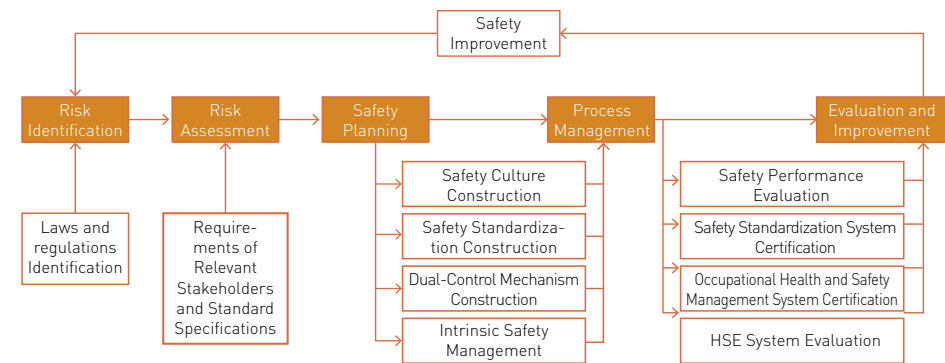 Safety
Improvement
Risk
Identification
Risk
Assessment
Safety
Planning
Process
Management
Evaluation and
Improvement
Laws and
regulations
Identification
Require-
ments of
Relevant
Stakeholders
and Standard
Specifications
Safety Culture
Construction
Safety Standardiza-
tion Construction
Dual-Control Mechanism
Construction
Intrinsic Safety
Management
Safety Performance
Evaluation
Safety Standardization System
Certification
Occupational Health and Safety
Management System Certification
HSE System Evaluation